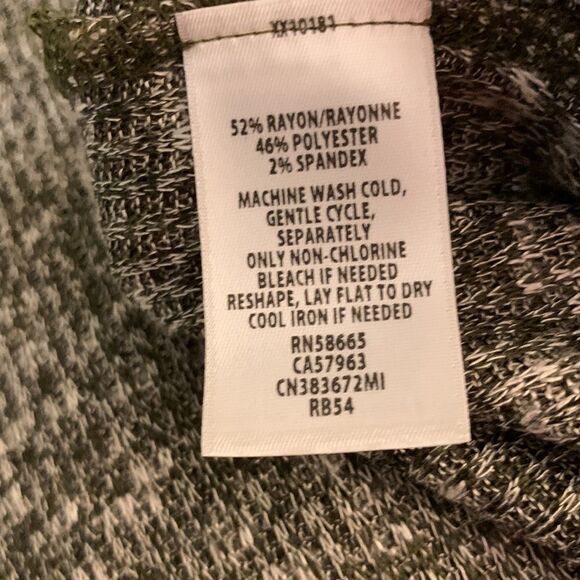 XX10181
52% RAYON/RAYONNE
46% POLYESTER
2% SPANDEX
MACHINE WASH COLD,
GENTLE CYCLE,
SEPARATELY
ONLY NON-CHLORINE
BLEACH IF NEEDED
RESHAPE, LAY FLAT TO DRY
COOL IRON IF NEEDED
RN58665
CA57963
CN383672MI
RB54